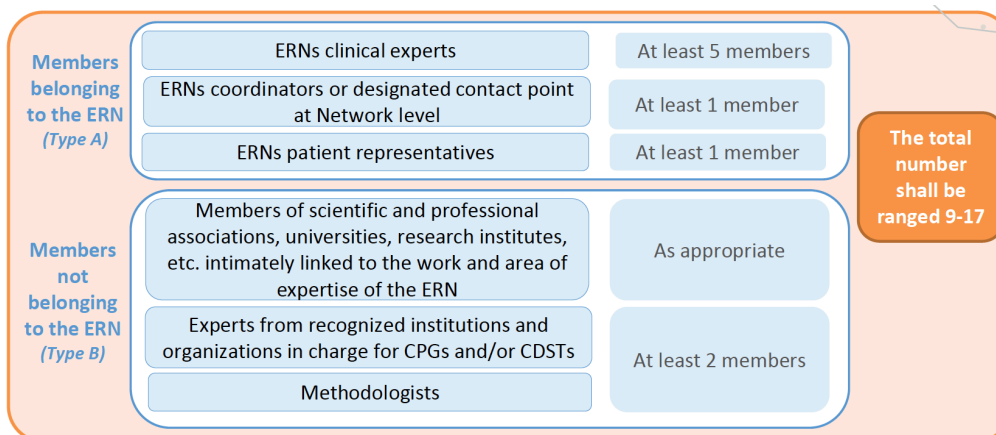 Members
belonging
to the ERN
(Type A)
ERNs clinical experts
At least 5 members
ERNs coordinators or designated contact point
at Network level
At least 1 member
ERNs patient representatives
At least 1 member
Members
not
belonging
to the ERN
(Type B)
Members of scientific and professional
associations, universities, research institutes,
etc. intimately linked to the work and area of
expertise of the ERN
As appropriate
Experts from recognized institutions and
organizations in charge for CPGs and/or CDSTs
Methodologists
At least 2 members
The total
number
shall be
ranged 9-17